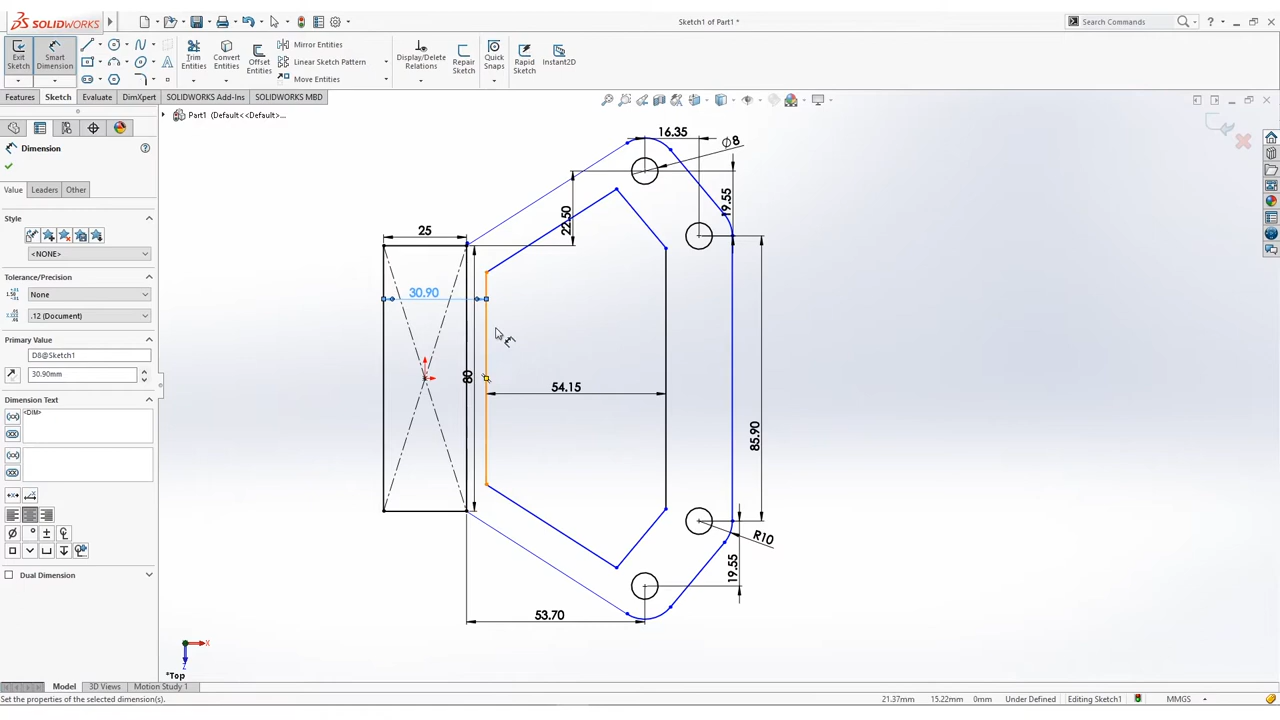 SOLIDWORKS
Sketch1 of Part1 *
Search Commands
?
Exit Sketch
Smart Dimension
Trim Entities
Convert Entities
Offset Entities
Mirror Entities
Linear Sketch Pattern
Move Entities
Display/Delete Relations
Repair Sketch
Quick Snaps
Rapid Sketch
Instant2D
Features
Sketch
Evaluate
DimXpert
SOLIDWORKS Add-Ins
SOLIDWORKS MBD
Part1 (Default<<Default>...
Dimension
Value
Leaders
Other
Style
<NONE>
Tolerance/Precision
None
.12 (Document)
Primary Value
D8@Sketch1
30.90mm
Dimension Text
<DIM>
Dual Dimension
16.35
Ø8
22.50
19.55
25
30.90
80
54.15
85.90
R10
19.55
53.70
X
Z
*Top
Model
3D Views
Motion Study 1
Set the properties of the selected dimension(s).
21.37mm
15.22mm
0mm
Under Defined
Editing Sketch1
MMGS